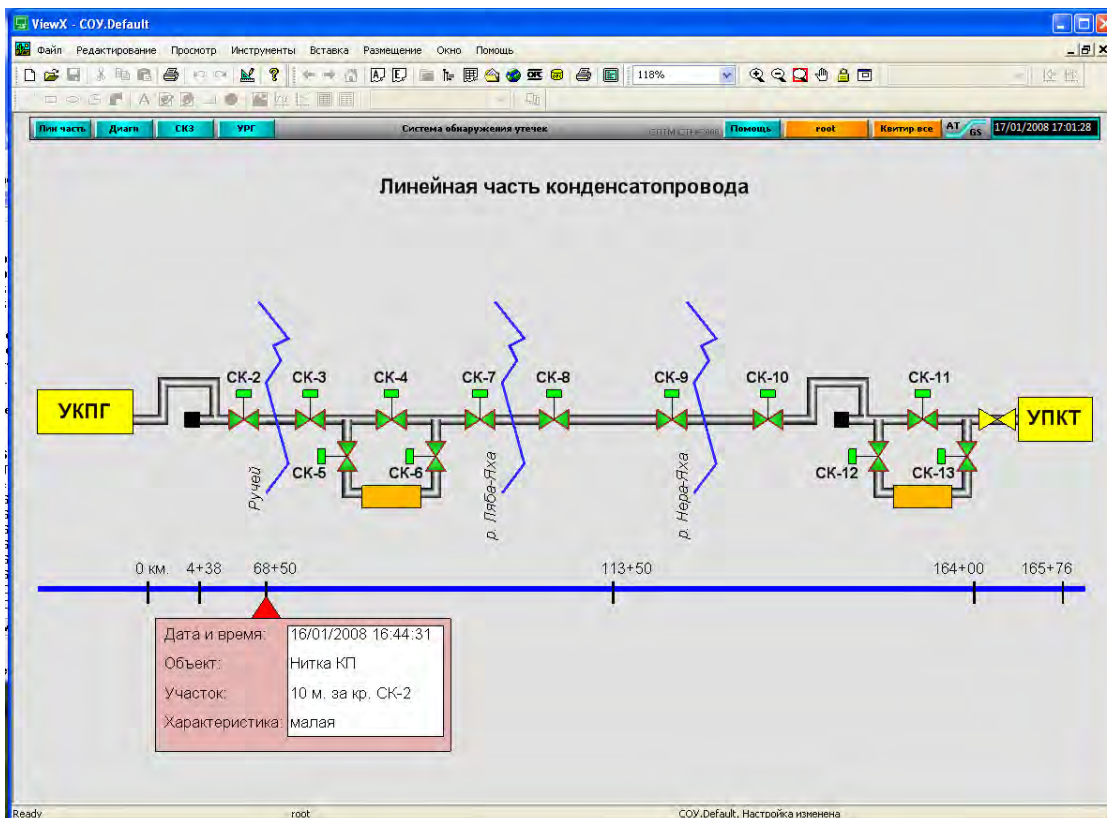 ViewX - СОУ.Default
Файл Редактирование Просмотр Инструменты Вставка Размещение Окно Помощь
118%
Лин часть Диагн СКЗ УРГ Система обнаружения утечек Помощь root Квитир все AT GS 17/01/2008 17:01:28
Линейная часть конденсатопровода
СК-2 СК-3 СК-4 СК-7 СК-8 СК-9 СК-10 СК-11
УКПГ УПКТ
СК-5 СК-6 СК-12 СК-13
Ручей
р. Ляба-Яха
р. Нера-Яха
0 км. 4+38 68+50 113+50 164+00 165+76
Дата и время: 16/01/2008 16:44:31
Объект: Нитка КП
Участок: 10 м. за кр. СК-2
Характеристика: малая
Ready root СОУ.Default. Настройка изменена